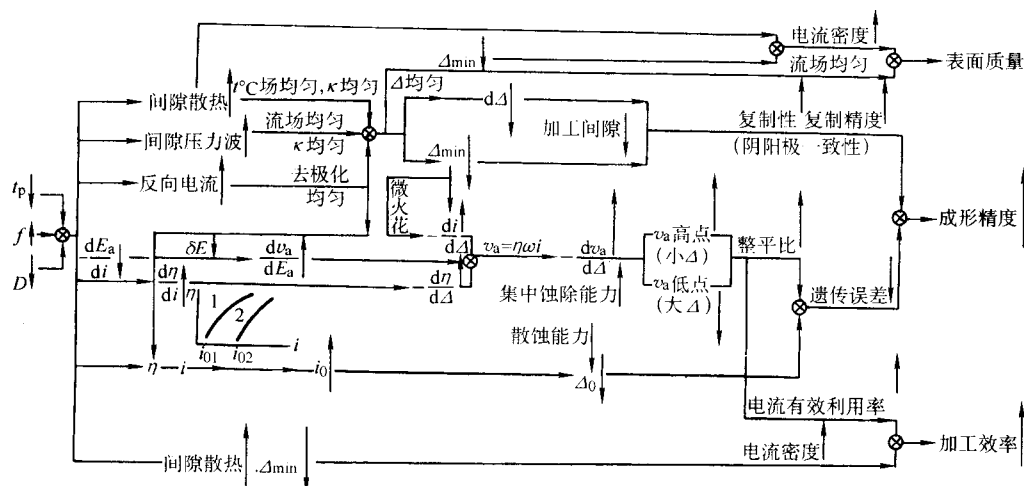 电流密度
Δmin
流场均匀
表面质量
间隙散热
t°C场均匀,κ均匀
Δ均匀
dΔ
间隙压力波
流场均匀
κ均匀
加工间隙
复制性 复制精度
(阴阳极一致性)
反向电流
去极化
均匀
Δmin
微火花
tp
f
D
成形精度
-dEa/di
δE
dva/dEa
-di/dΔ
va=ηωi
-dva/dΔ
va高点
(小Δ)
整平比
dη/di
-dη/dΔ
集中蚀除能力
va低点
(大Δ)
遗传误差
η
1
2
i01
i02
i
散蚀能力
η—i
i0
Δ0
电流有效利用率
间隙散热
.Δmin
电流密度
加工效率